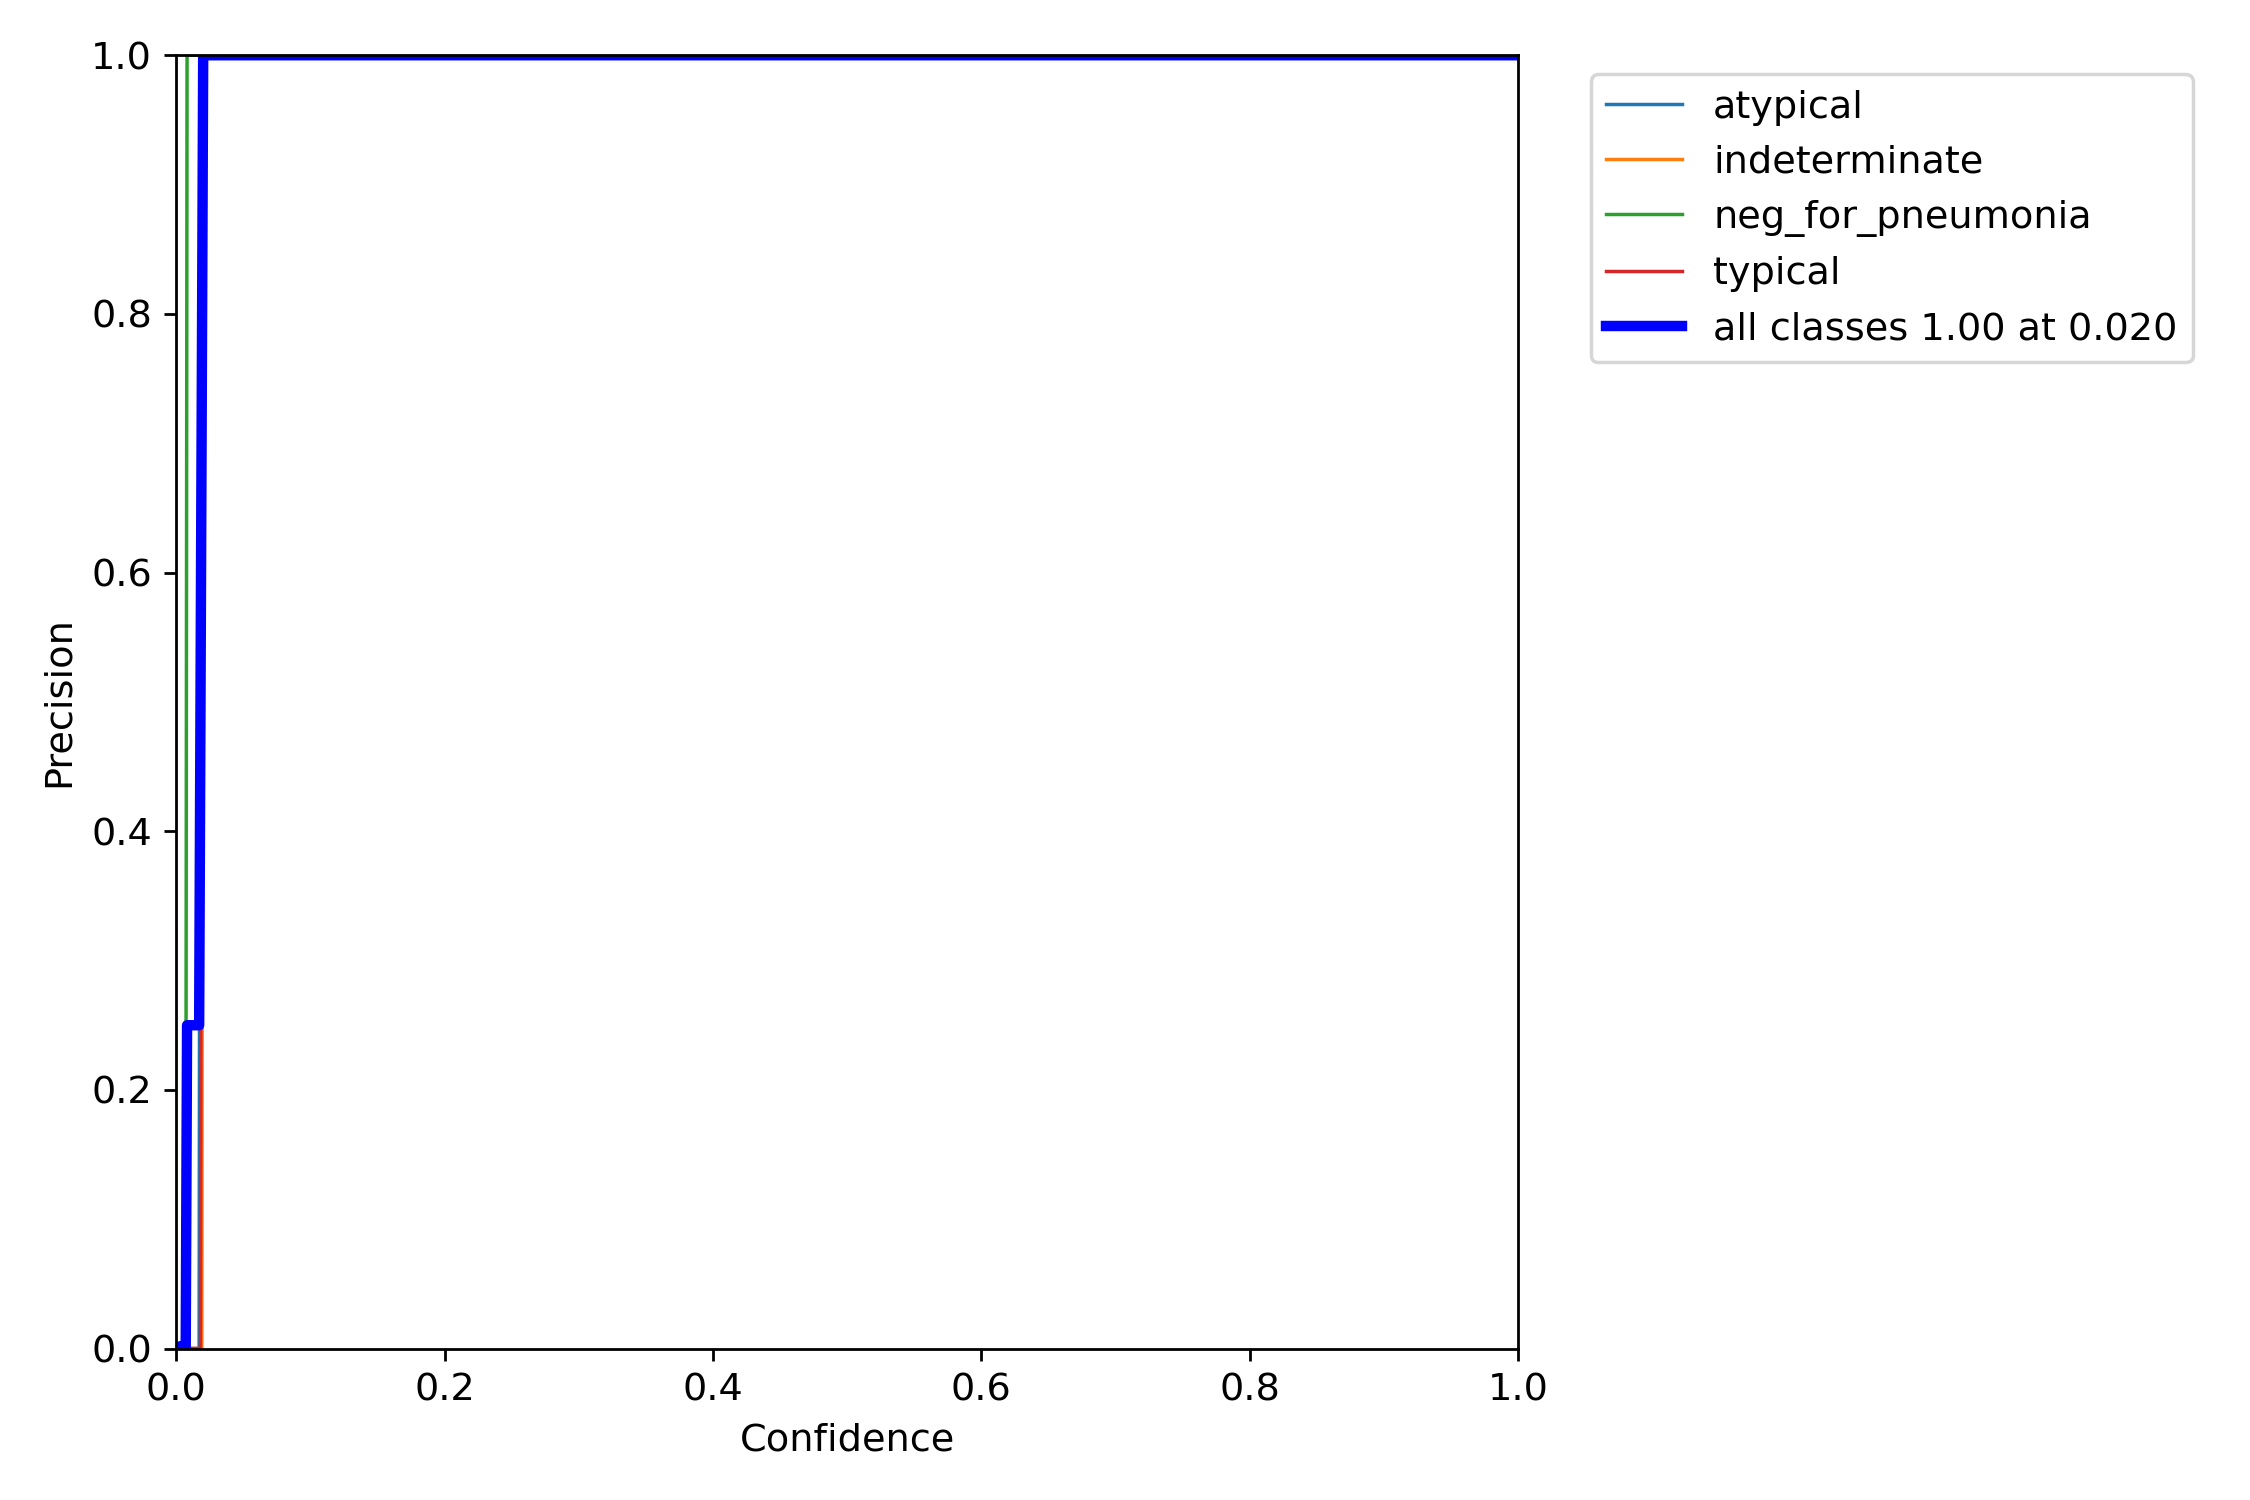 1.0
0.8
0.6
0.4
0.2
0.0
Precision
0.0 0.2 0.4 0.6 0.8 1.0
Confidence
atypical
indeterminate
neg_for_pneumonia
typical
all classes 1.00 at 0.020